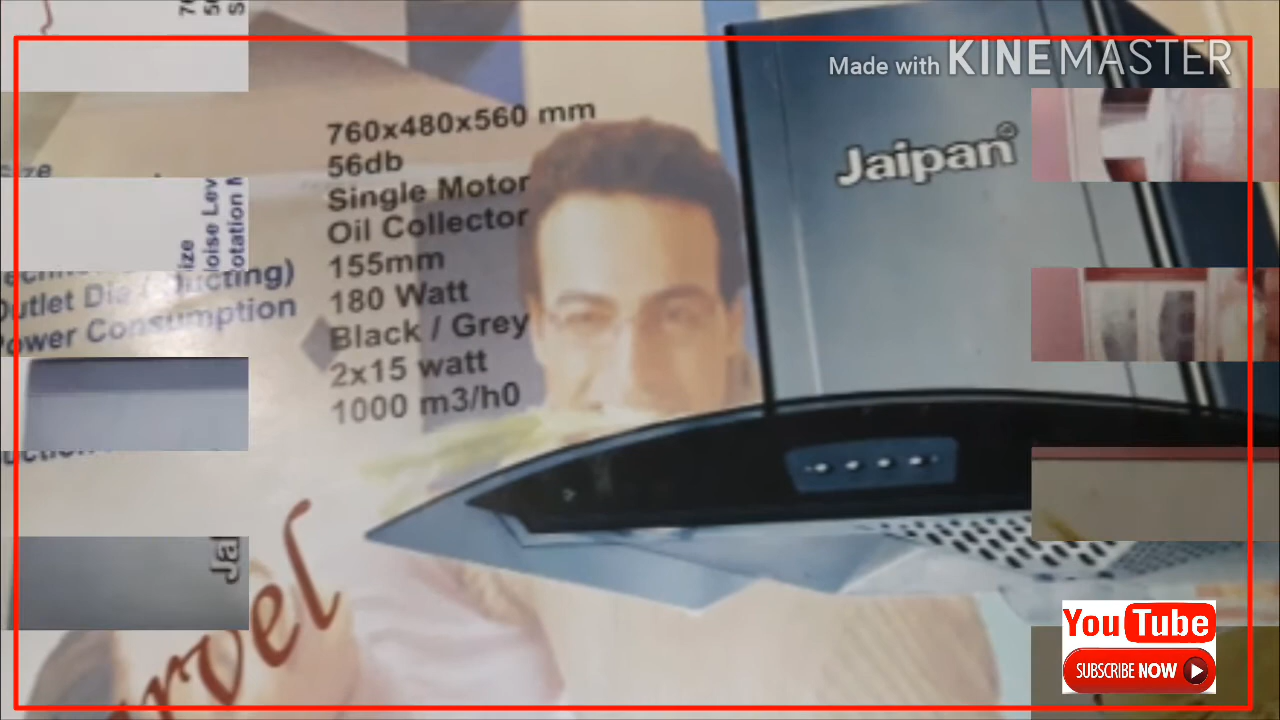 Made with KINEMASTER
Jaipan
760x480x560 mm
56db
Single Motor
Oil Collector
155mm
Outlet Dia (Ducting) 180 Watt
Power Consumption Black / Grey
2x15 watt
1000 m3/h0
You Tube
SUBSCRIBE NOW